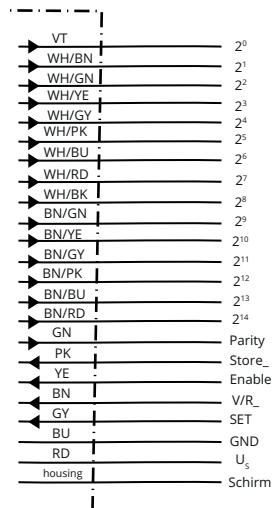 VT 2⁰
WH/BN 2¹
WH/GN 2²
WH/YE 2³
WH/GY 2⁴
WH/PK 2⁵
WH/BU 2⁶
WH/RD 2⁷
WH/BK 2⁸
BN/GN 2⁹
BN/YE 2¹⁰
BN/GY 2¹¹
BN/PK 2¹²
BN/BU 2¹³
BN/RD 2¹⁴
GN Parity
PK Store_
YE Enable
BN V/R_
GY SET
BU GND
RD Uₛ
housing Schirm